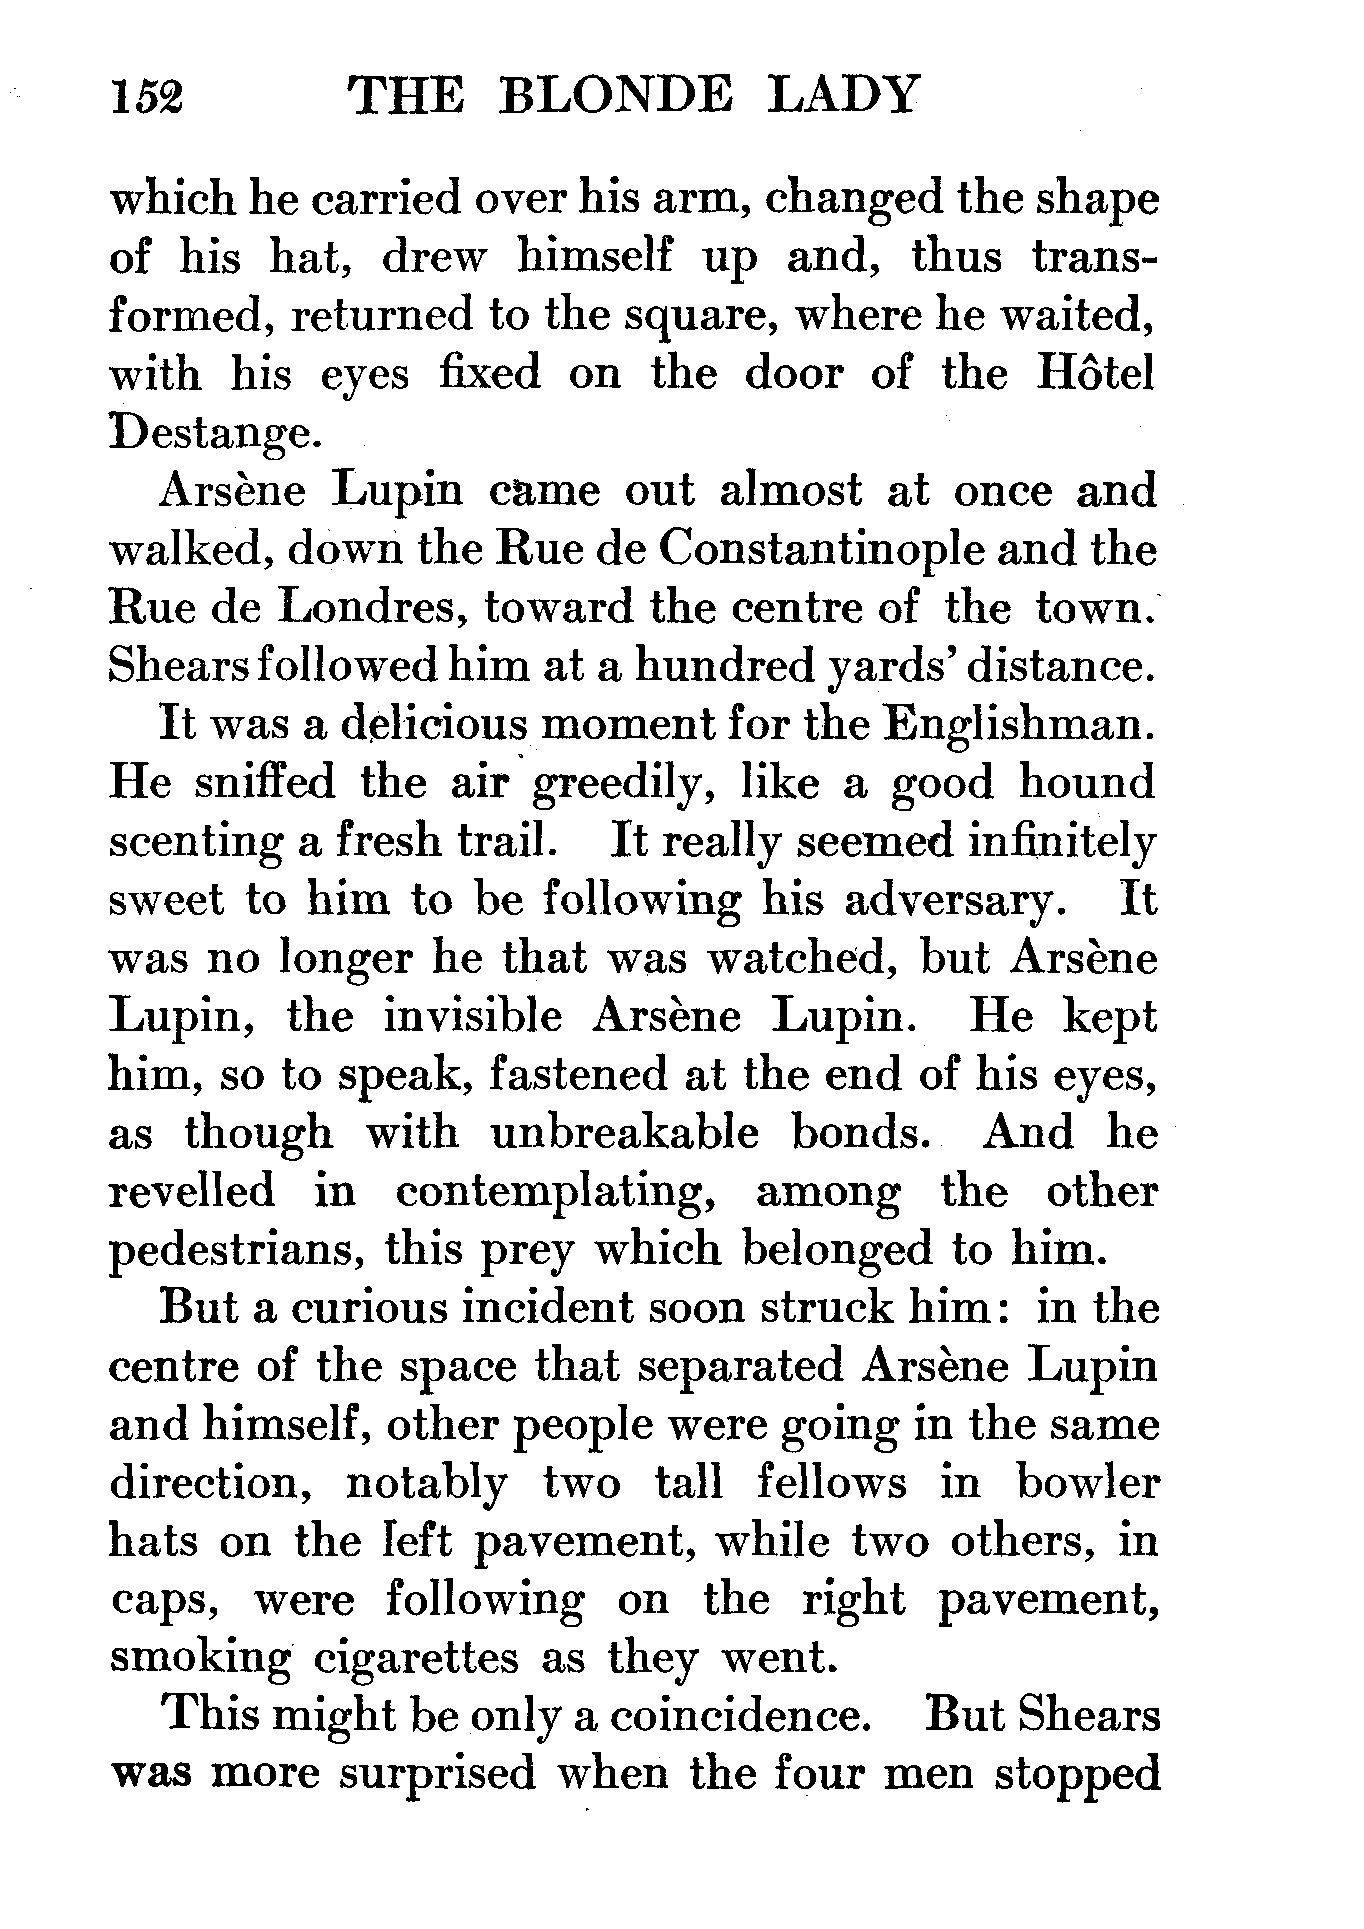 152 THE BLONDE LADY
which he carried over his arm, changed the shape
of his hat, drew himself up and, thus trans-
formed, returned to the square, where he waited,
with his eyes fixed on the door of the Hôtel
Destange.
Arsène Lupin came out almost at once and
walked, down the Rue de Constantinople and the
Rue de Londres, toward the centre of the town.
Shears followed him at a hundred yards' distance.
It was a delicious moment for the Englishman.
He sniffed the air greedily, like a good hound
scenting a fresh trail. It really seemed infinitely
sweet to him to be following his adversary. It
was no longer he that was watched, but Arsène
Lupin, the invisible Arsène Lupin. He kept
him, so to speak, fastened at the end of his eyes,
as though with unbreakable bonds. And he
revelled in contemplating, among the other
pedestrians, this prey which belonged to him.
But a curious incident soon struck him: in the
centre of the space that separated Arsène Lupin
and himself, other people were going in the same
direction, notably two tall fellows in bowler
hats on the left pavement, while two others, in
caps, were following on the right pavement,
smoking cigarettes as they went.
This might be only a coincidence. But Shears
was more surprised when the four men stopped